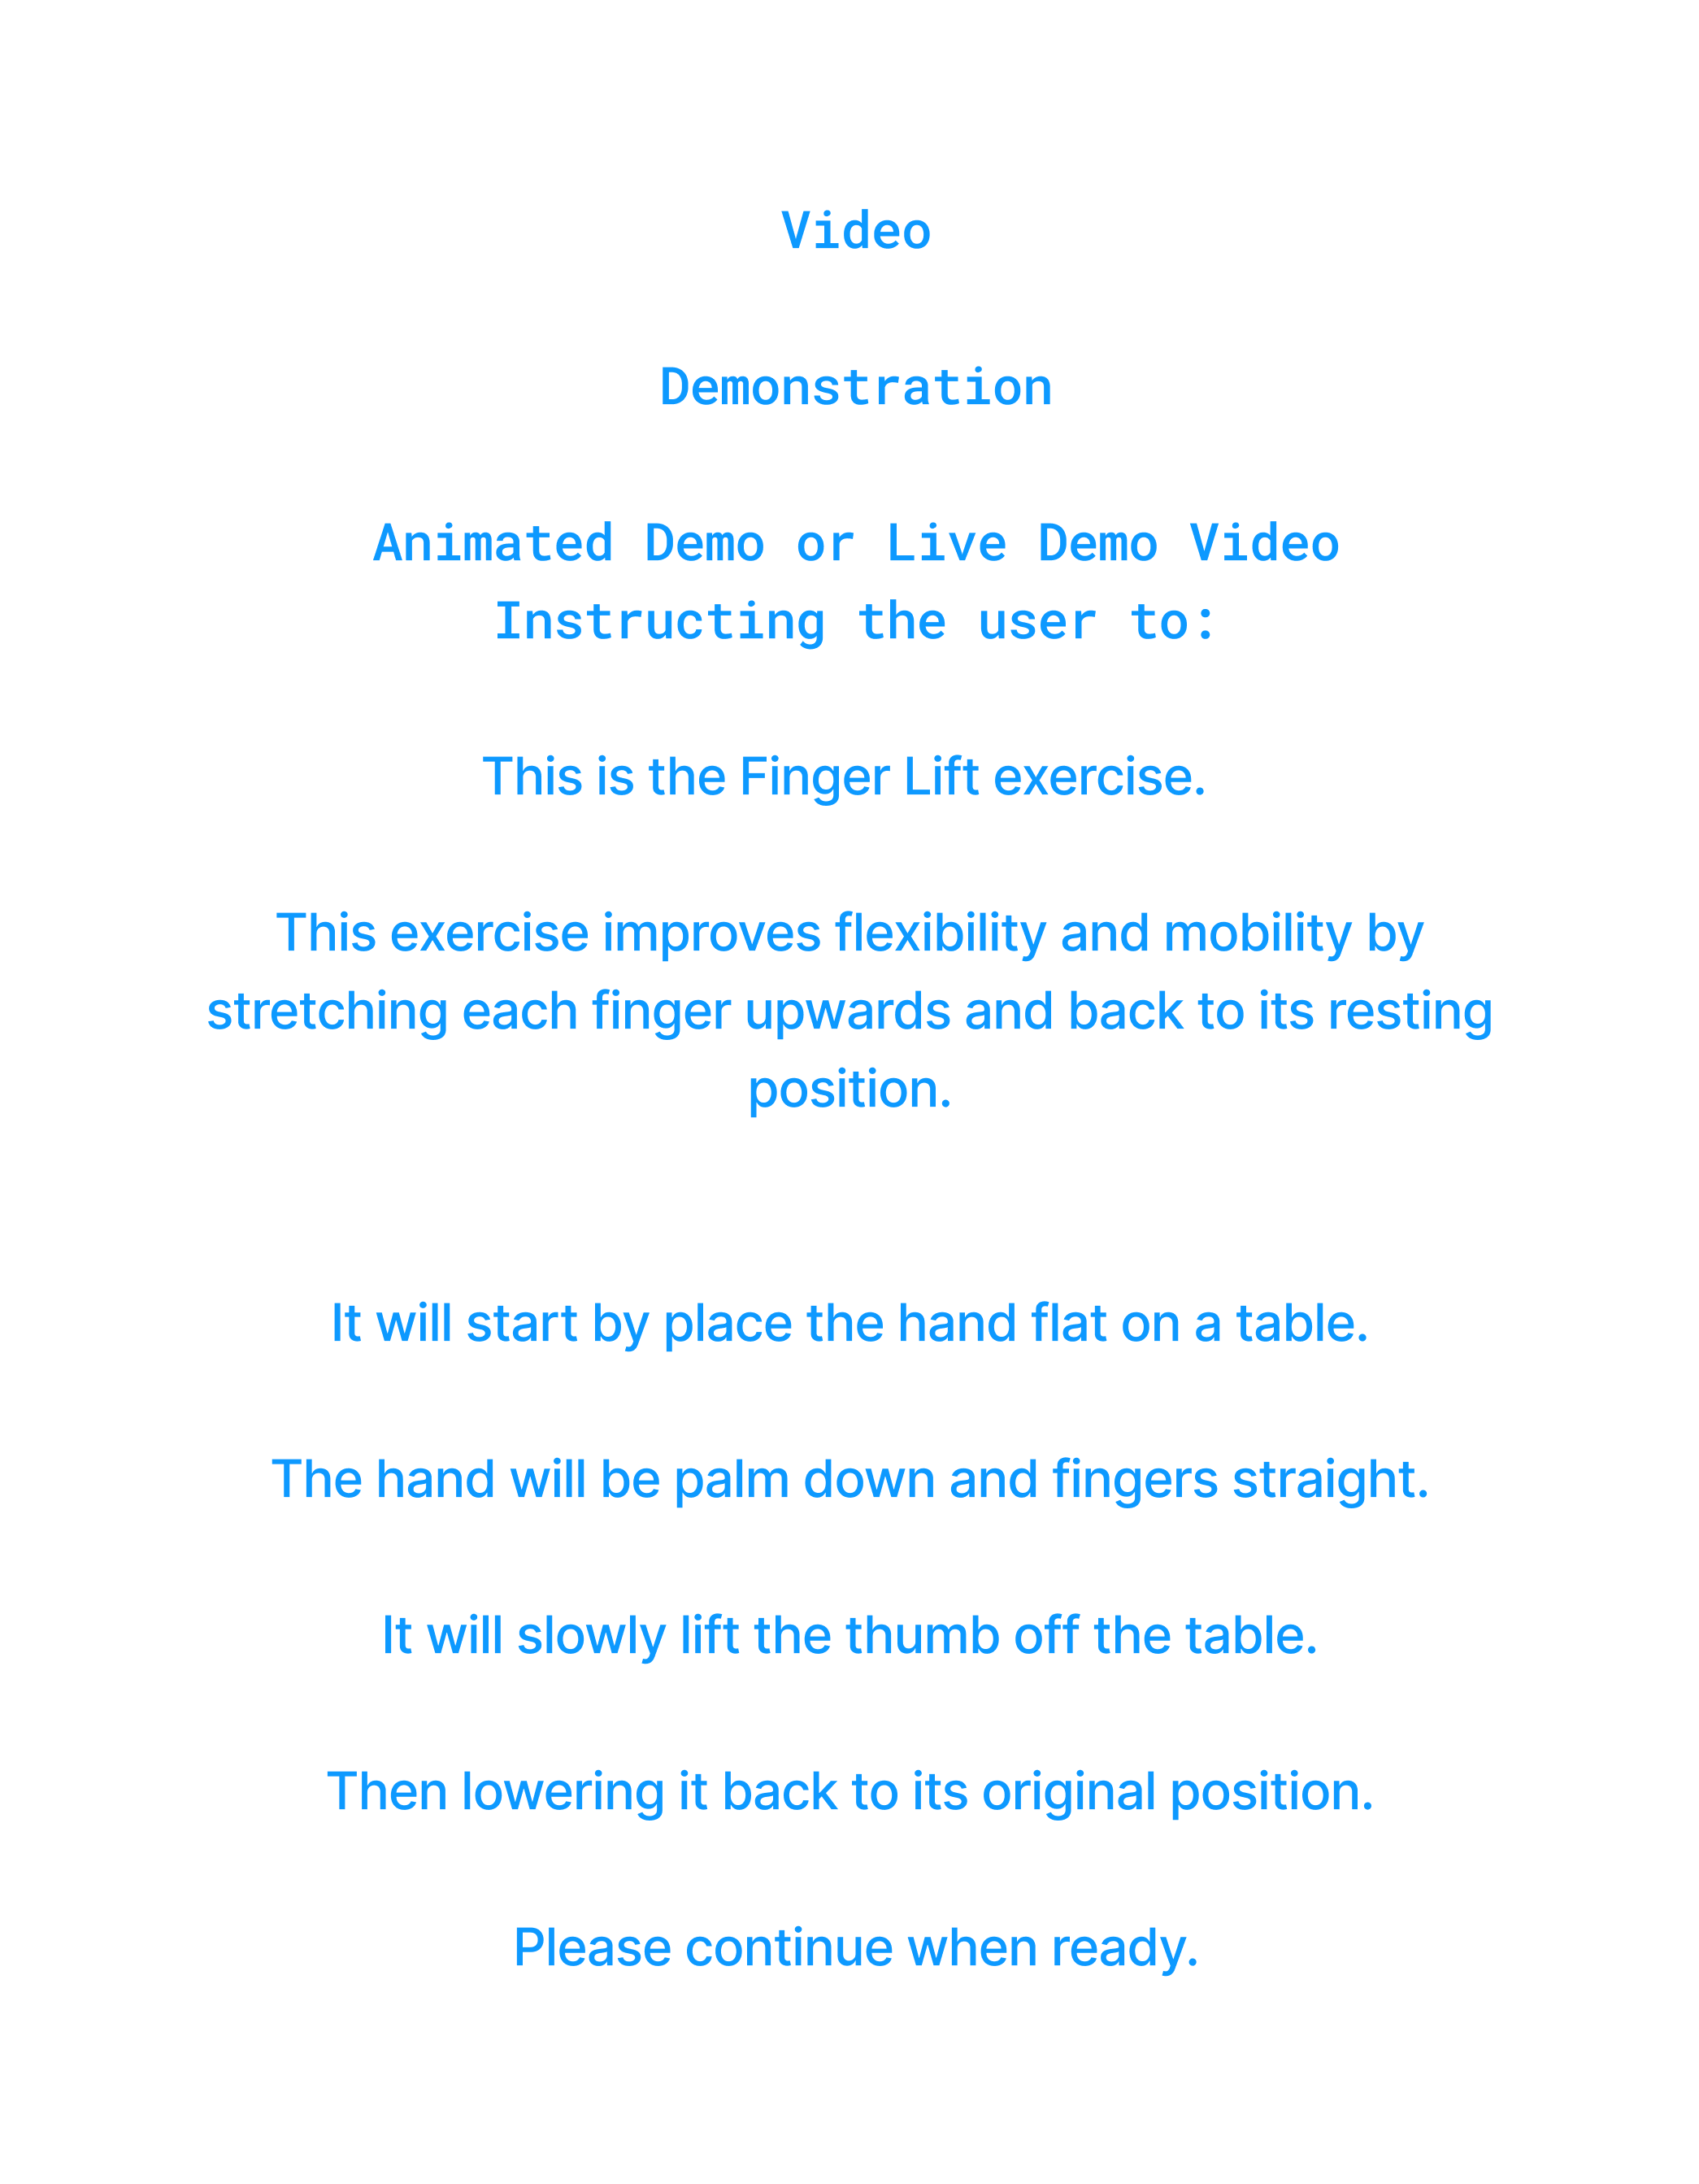 Video
Demonstration
Animated Demo or Live Demo Video
Instructing the user to:
This is the Finger Lift exercise.
This exercise improves flexibility and mobility by
stretching each finger upwards and back to its resting
position.
It will start by place the hand flat on a table.
The hand will be palm down and fingers straight.
It will slowly lift the thumb off the table.
Then lowering it back to its original position.
Please continue when ready.